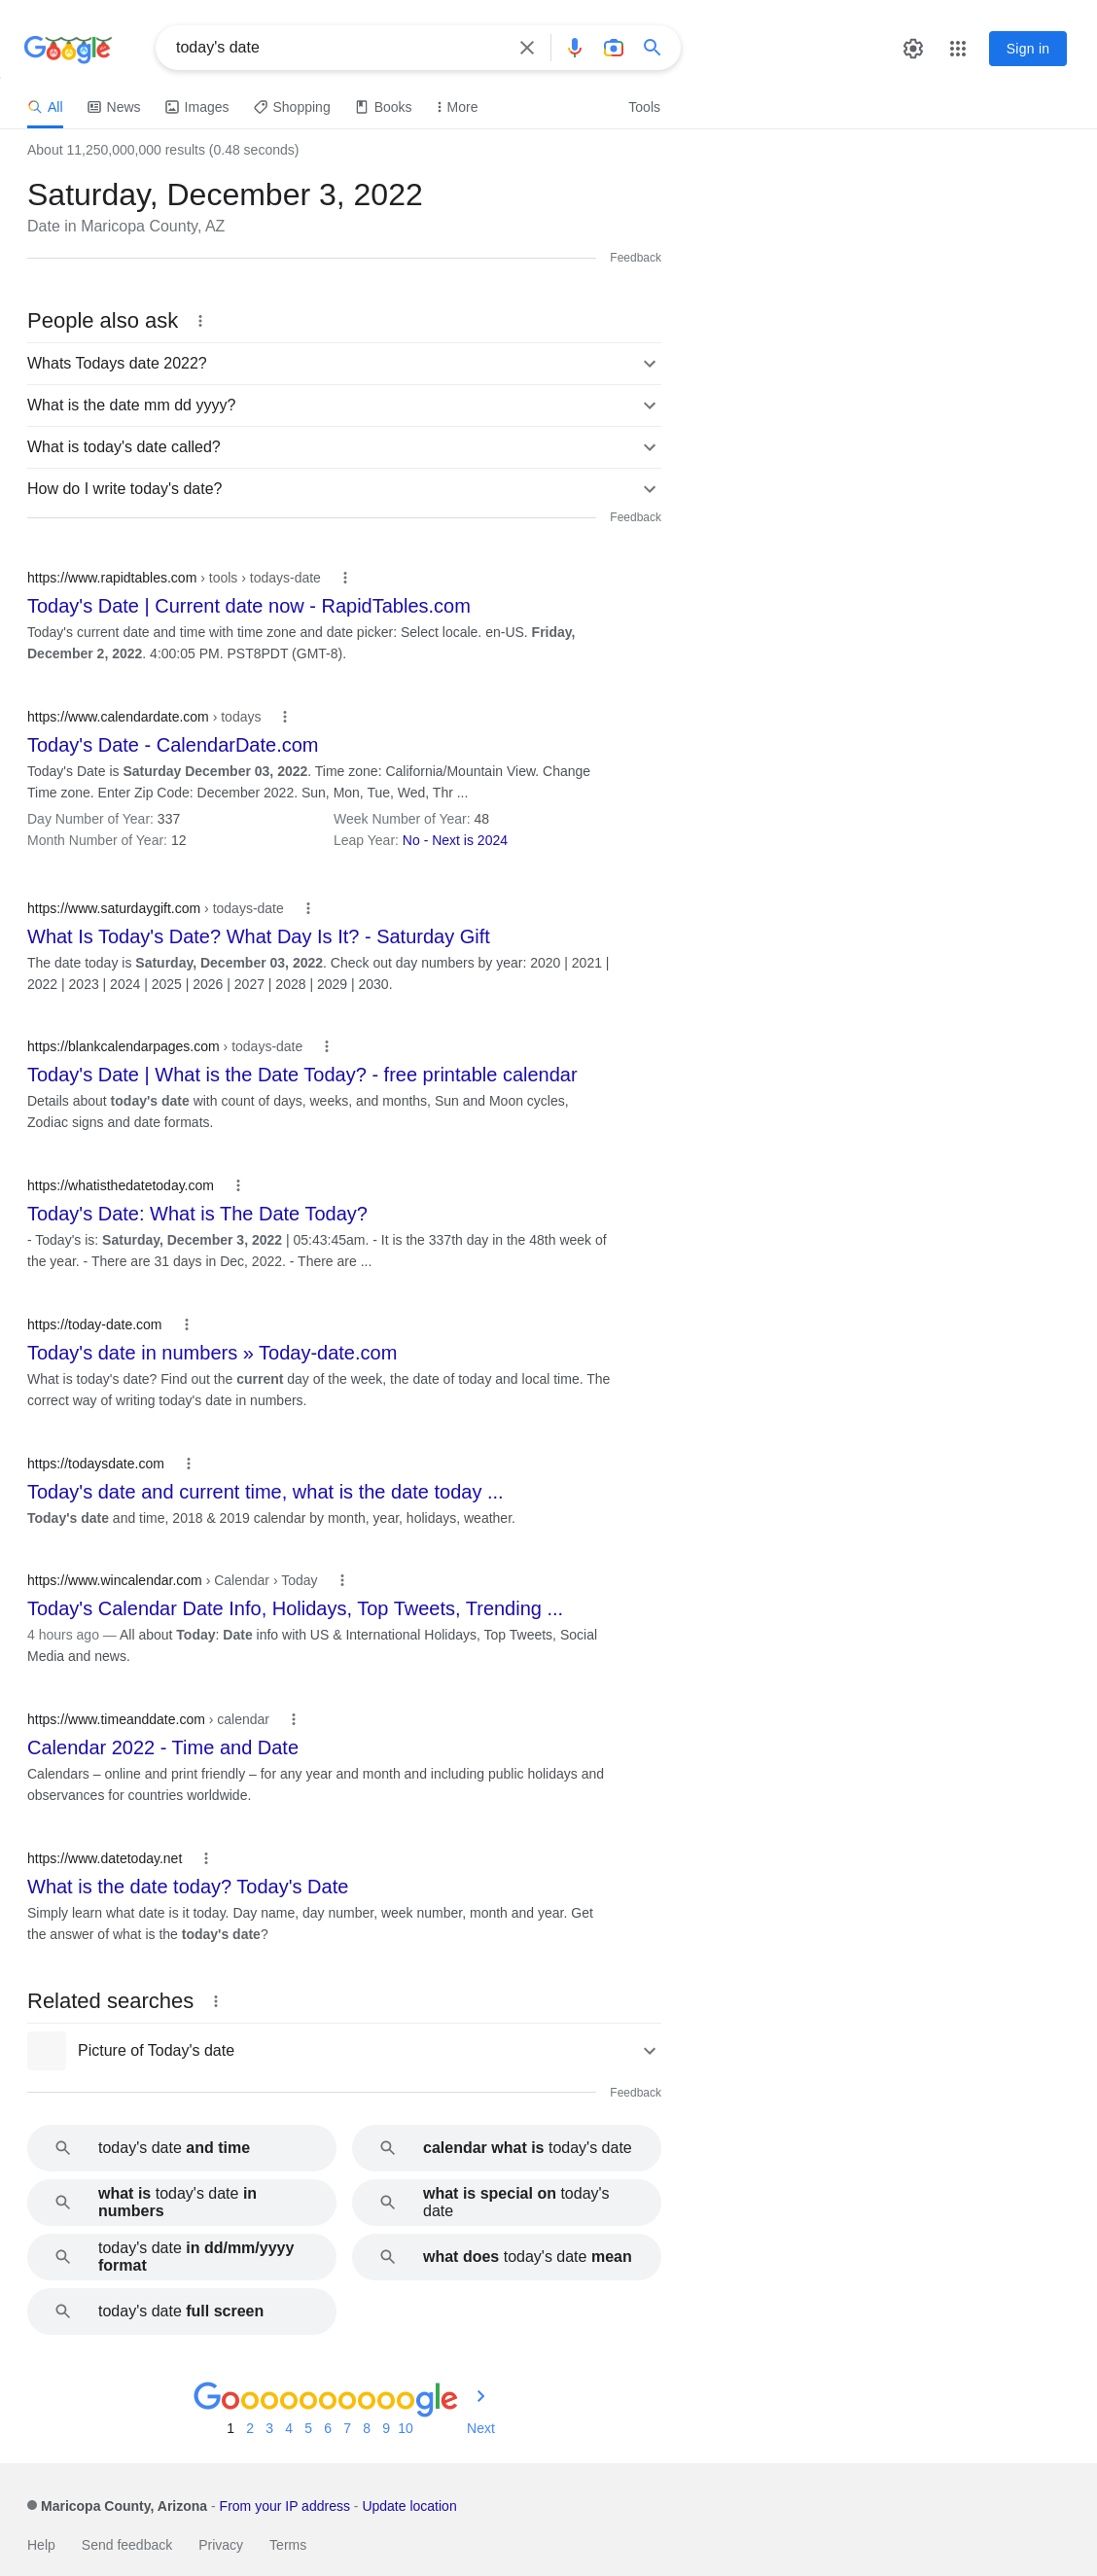 Google
today's date
Sign in
All News Images Shopping Books More Tools
About 11,250,000,000 results (0.48 seconds)
Saturday, December 3, 2022
Date in Maricopa County, AZ
Feedback
People also ask
Whats Todays date 2022?
What is the date mm dd yyyy?
What is today's date called?
How do I write today's date?
Feedback
https://www.rapidtables.com › tools › todays-date
Today's Date | Current date now - RapidTables.com
Today's current date and time with time zone and date picker: Select locale. en-US. Friday,
December 2, 2022. 4:00:05 PM. PST8PDT (GMT-8).
https://www.calendardate.com › todays
Today's Date - CalendarDate.com
Today's Date is Saturday December 03, 2022. Time zone: California/Mountain View. Change
Time zone. Enter Zip Code: December 2022. Sun, Mon, Tue, Wed, Thr ...
Day Number of Year: 337 Week Number of Year: 48
Month Number of Year: 12 Leap Year: No - Next is 2024
https://www.saturdaygift.com › todays-date
What Is Today's Date? What Day Is It? - Saturday Gift
The date today is Saturday, December 03, 2022. Check out day numbers by year: 2020 | 2021 |
2022 | 2023 | 2024 | 2025 | 2026 | 2027 | 2028 | 2029 | 2030.
https://blankcalendarpages.com › todays-date
Today's Date | What is the Date Today? - free printable calendar
Details about today's date with count of days, weeks, and months, Sun and Moon cycles,
Zodiac signs and date formats.
https://whatisthedatetoday.com
Today's Date: What is The Date Today?
- Today's is: Saturday, December 3, 2022 | 05:43:45am. - It is the 337th day in the 48th week of
the year. - There are 31 days in Dec, 2022. - There are ...
https://today-date.com
Today's date in numbers » Today-date.com
What is today's date? Find out the current day of the week, the date of today and local time. The
correct way of writing today's date in numbers.
https://todaysdate.com
Today's date and current time, what is the date today ...
Today's date and time, 2018 & 2019 calendar by month, year, holidays, weather.
https://www.wincalendar.com › Calendar › Today
Today's Calendar Date Info, Holidays, Top Tweets, Trending ...
4 hours ago — All about Today: Date info with US & International Holidays, Top Tweets, Social
Media and news.
https://www.timeanddate.com › calendar
Calendar 2022 - Time and Date
Calendars – online and print friendly – for any year and month and including public holidays and
observances for countries worldwide.
https://www.datetoday.net
What is the date today? Today's Date
Simply learn what date is it today. Day name, day number, week number, month and year. Get
the answer of what is the today's date?
Related searches
Picture of Today's date
Feedback
today's date and time
calendar what is today's date
what is today's date in
numbers
what is special on today's
date
today's date in dd/mm/yyyy
format
what does today's date mean
today's date full screen
Goooooooooogle
1 2 3 4 5 6 7 8 9 10 Next
Maricopa County, Arizona - From your IP address - Update location
Help Send feedback Privacy Terms